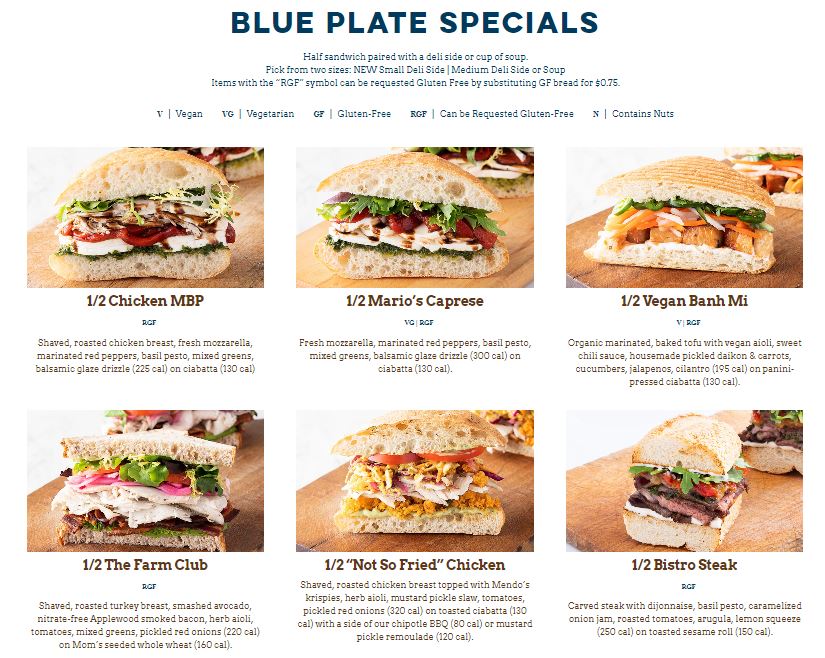 BLUE PLATE SPECIALS
Half sandwich paired with a deli side or cup of soup.
Pick from two sizes: NEW Small Deli Side | Medium Deli Side or Soup
Items with the "RGF" symbol can be requested Gluten Free by substituting GF bread for $0.75.
V | Vegan VG | Vegetarian GF | Gluten-Free RGF | Can be Requested Gluten-Free N | Contains Nuts
1/2 Chicken MBP
RGF
Shaved, roasted chicken breast, fresh mozzarella,
marinated red peppers, basil pesto, mixed greens,
balsamic glaze drizzle (225 cal) on ciabatta (130 cal)
1/2 Mario's Caprese
VG | RGF
Fresh mozzarella, marinated red peppers, basil pesto,
mixed greens, balsamic glaze drizzle (300 cal) on
ciabatta (130 cal).
1/2 Vegan Banh Mi
V | RGF
Organic marinated, baked tofu with vegan aioli, sweet
chili sauce, housemade pickled daikon & carrots,
cucumbers, jalapenos, cilantro (195 cal) on panini-
pressed ciabatta (130 cal).
1/2 The Farm Club
RGF
Shaved, roasted turkey breast, smashed avocado,
nitrate-free Applewood smoked bacon, herb aioli,
tomatoes, mixed greens, pickled red onions (220 cal)
on Mom's seeded whole wheat (160 cal).
1/2 "Not So Fried" Chicken
Shaved, roasted chicken breast topped with Mendo's
krispies, herb aioli, mustard pickle slaw, tomatoes,
pickled red onions (320 cal) on toasted ciabatta (130
cal) with a side of our chipotle BBQ (80 cal) or mustard
pickle remoulade (120 cal).
1/2 Bistro Steak
RGF
Carved steak with dijonnaise, basil pesto, caramelized
onion jam, roasted tomatoes, arugula, lemon squeeze
(250 cal) on toasted sesame roll (150 cal).